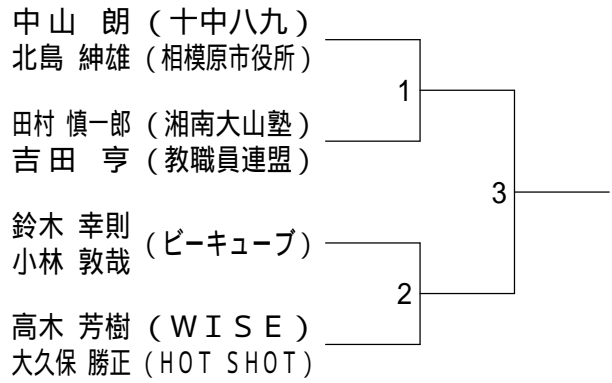 中山 朗 (十中八九)
北島 紳雄 (相模原市役所)
1
田村 慎一郎 (湘南大山塾)
吉田 亨 (教職員連盟)
3
鈴木 幸則
小林 敦哉
(ビーキューブ)
2
高木 芳樹 (WISE)
大久保 勝正 (HOT SHOT)